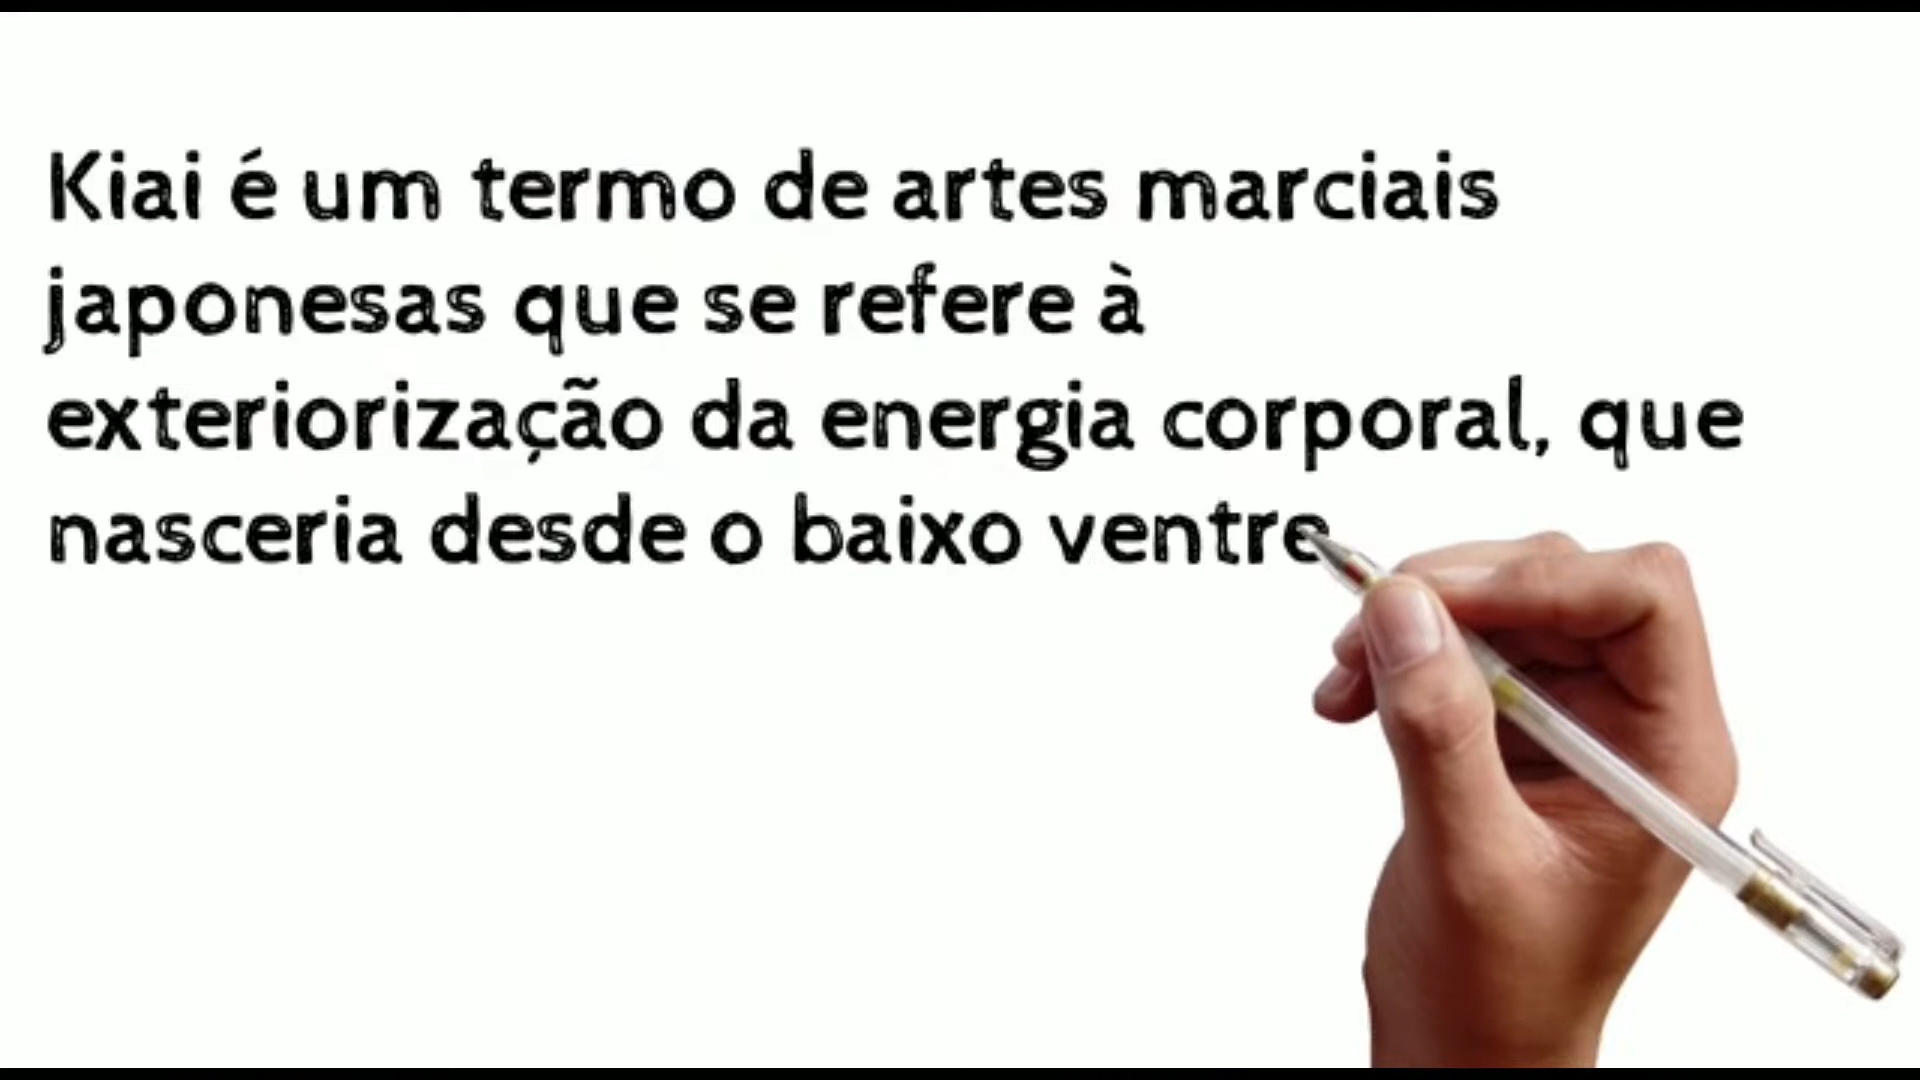 Kiai é um termo de artes marciais
japonesas que se refere à
exteriorização da energia corporal, que
nasceria desde o baixo ventre